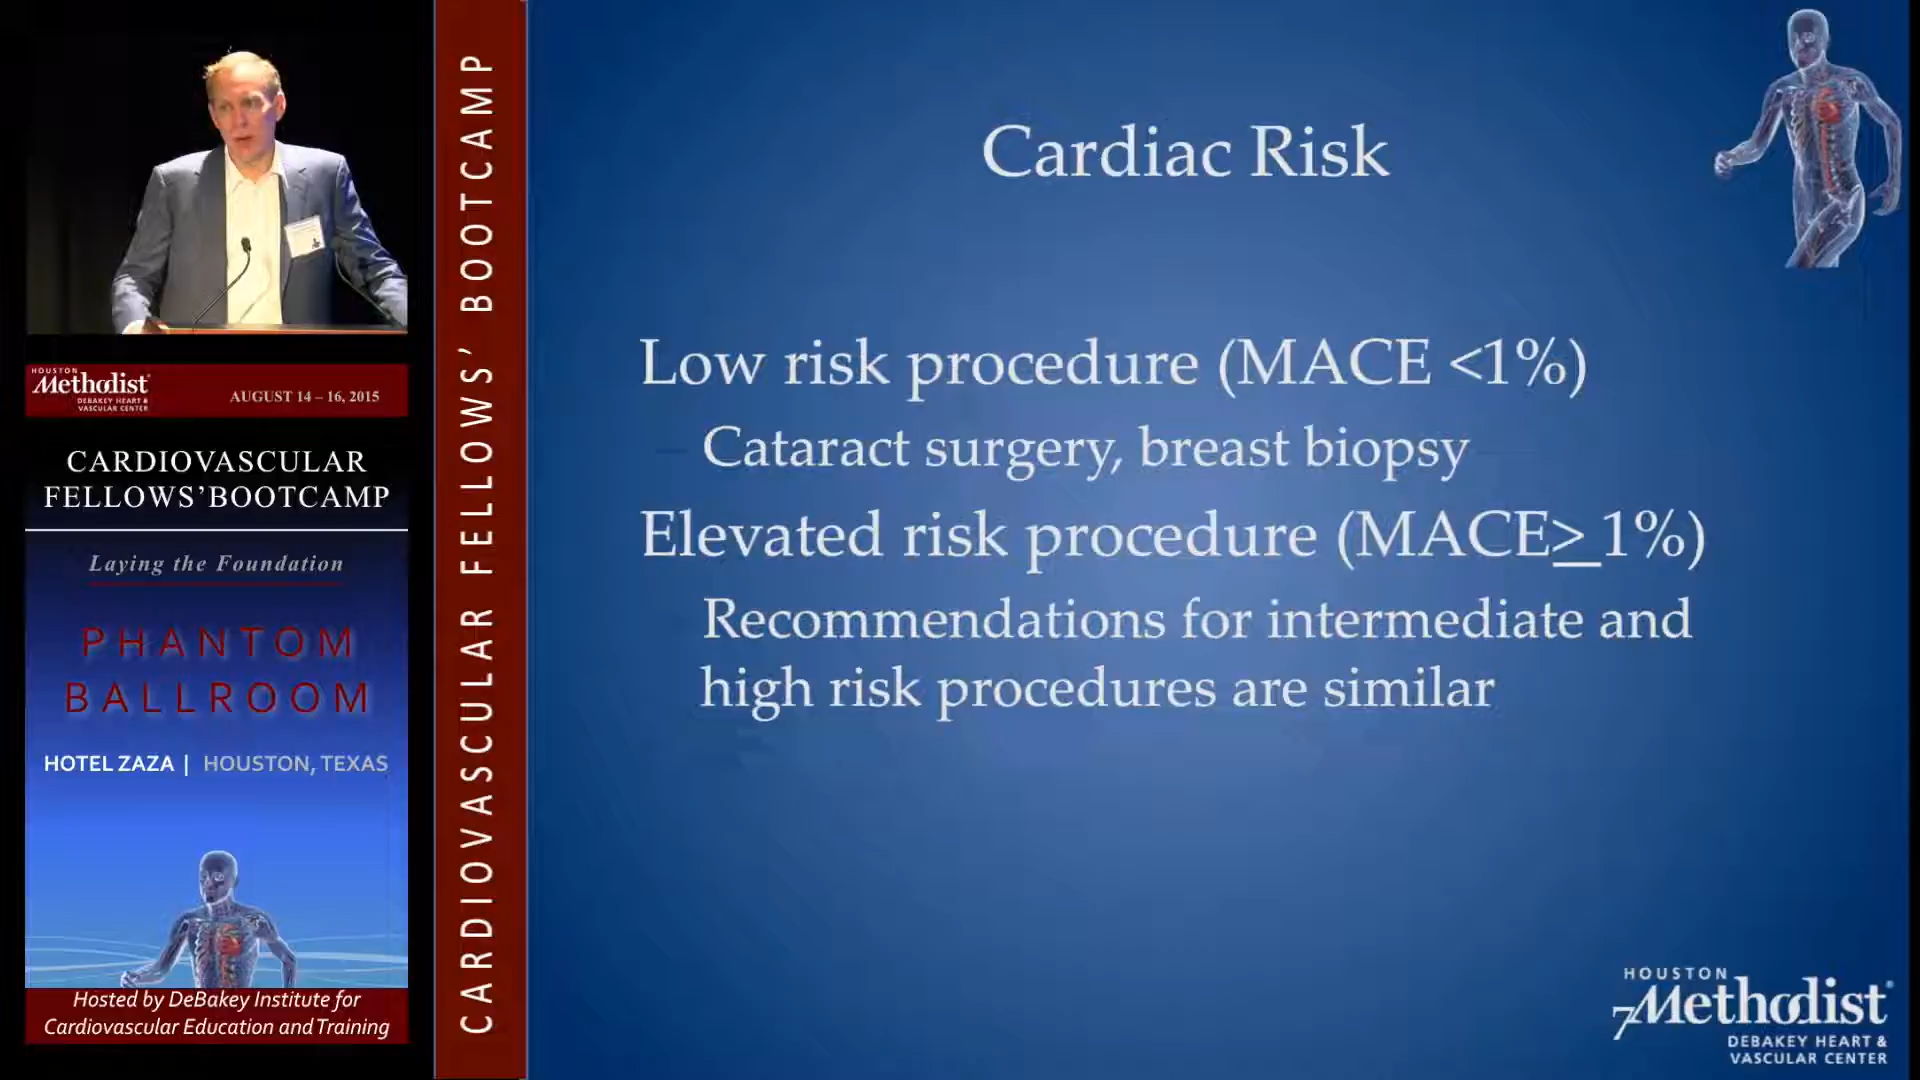 HOUSTON
Methodist
DEBAKEY HEART &
VASCULAR CENTER
AUGUST 14 – 16, 2015
CARDIOVASCULAR
FELLOWS'BOOTCAMP
Laying the Foundation
PHANTOM
BALLROOM
HOTEL ZAZA | HOUSTON, TEXAS
Hosted by DeBakey Institute for
Cardiovascular Education and Training
CARDIOVASCULAR FELLOWS' BOOTCAMP
Cardiac Risk
Low risk procedure (MACE <1%)
Cataract surgery, breast biopsy
Elevated risk procedure (MACE> 1%)
Recommendations for intermediate and
high risk procedures are similar
HOUSTON
7 Methodist
DEBAKEY HEART &
VASCULAR CENTER